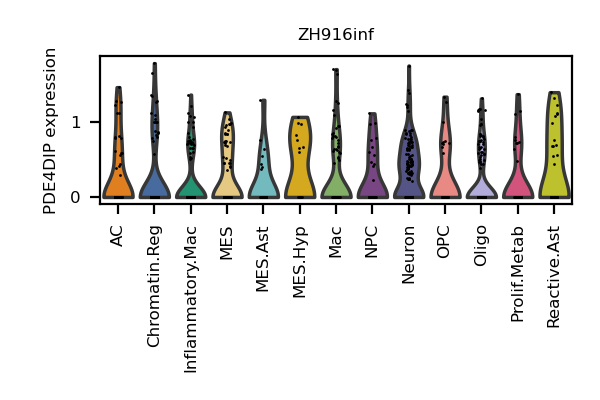 ZH916inf
PDE4DIP expression
1
0
AC
Chromatin.Reg
Inflammatory.Mac
MES
MES.Ast
MES.Hyp
Mac
NPC
Neuron
OPC
Oligo
Prolif.Metab
Reactive.Ast